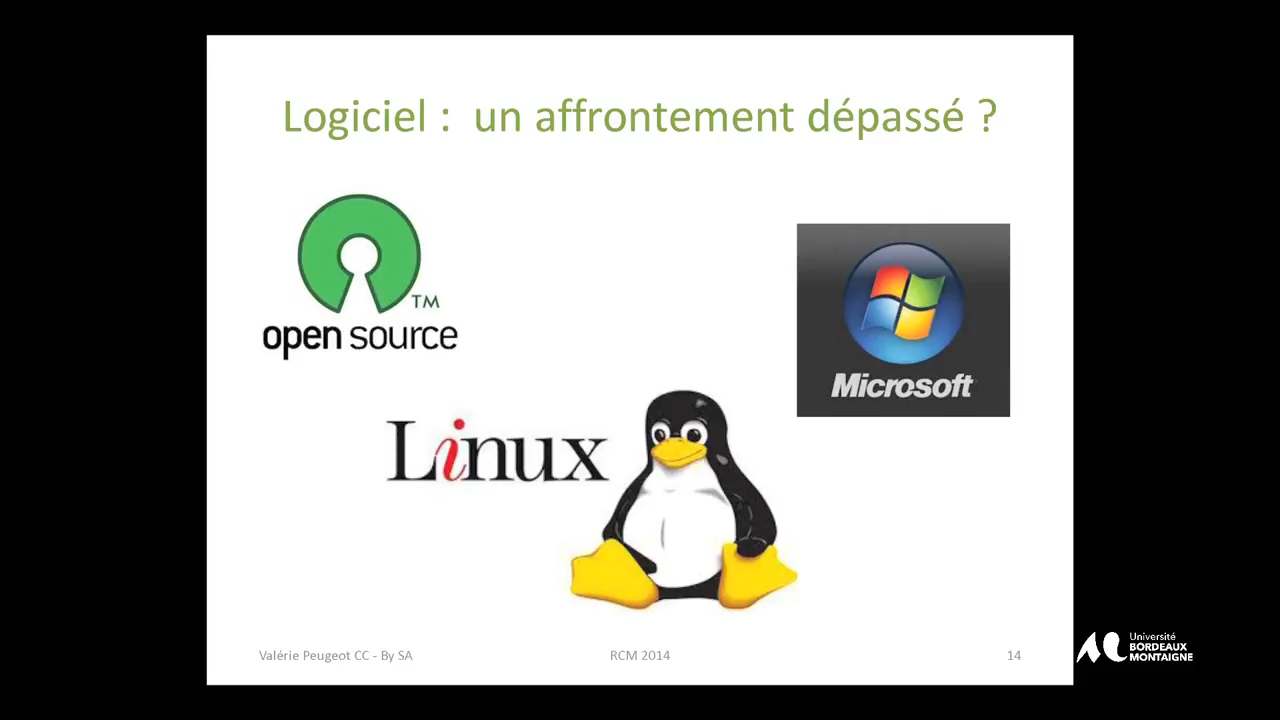 Logiciel : un affrontement dépassé ?
TM
open source
Microsoft
Linux
Valérie Peugeot CC - By SA
RCM 2014
14
Université
BORDEAUX
MONTAIGNE